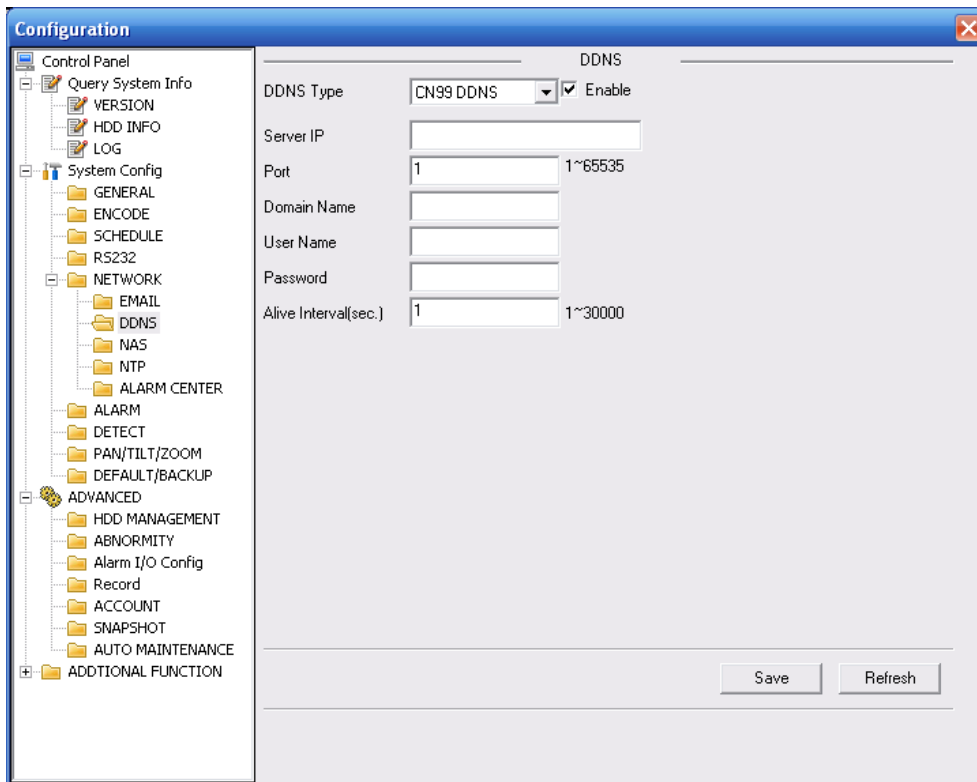 Configuration
Control Panel
Query System Info
VERSION
HDD INFO
LOG
System Config
GENERAL
ENCODE
SCHEDULE
RS232
NETWORK
EMAIL
DDNS
NAS
NTP
ALARM CENTER
ALARM
DETECT
PAN/TILT/ZOOM
DEFAULT/BACKUP
ADVANCED
HDD MANAGEMENT
ABNORMITY
Alarm I/O Config
Record
ACCOUNT
SNAPSHOT
AUTO MAINTENANCE
ADDTIONAL FUNCTION
DDNS
DDNS Type CN99 DDNS Enable
Server IP
Port 1 1~65535
Domain Name
User Name
Password
Alive Interval(sec.) 1 1~30000
Save Refresh